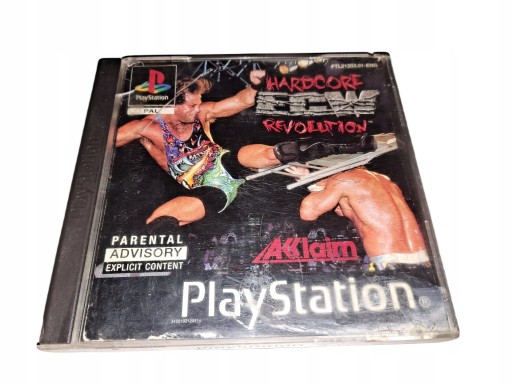 PlayStation
PAL
HARDCORE
ECW
REVOLUTION
PARENTAL
ADVISORY
EXPLICIT CONTENT
AKKlaim
PlayStation